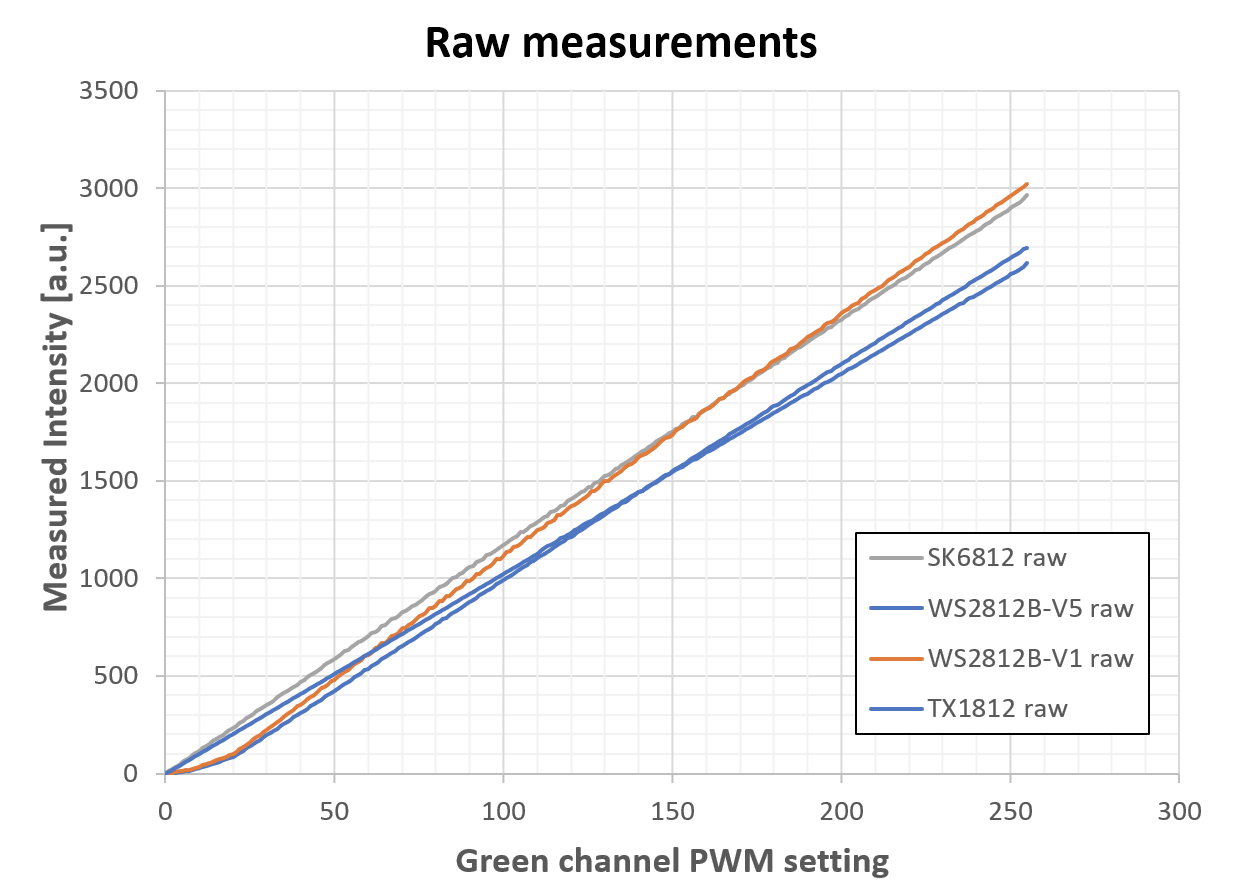 Raw measurements
3500
3000
2500
2000
1500
1000
500
0
Measured Intensity [a.u.]
0 50 100 150 200 250 300
Green channel PWM setting
SK6812 raw
WS2812B-V5 raw
WS2812B-V1 raw
TX1812 raw